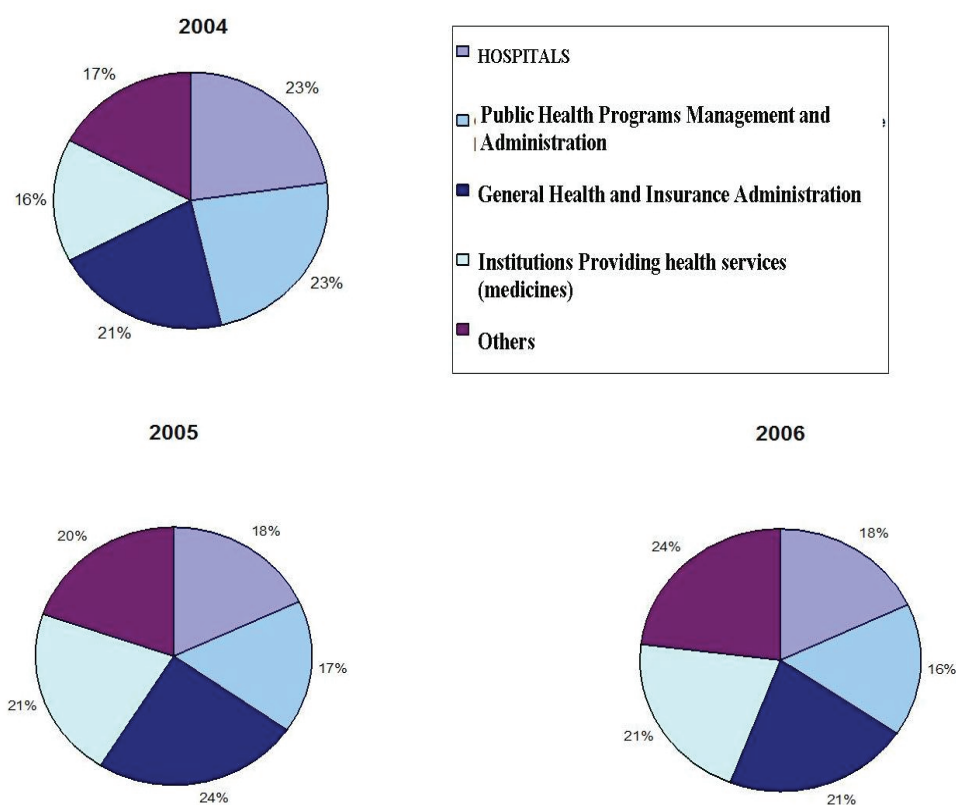 2004
17%
23%
16%
23%
21%
HOSPITALS
Public Health Programs Management and
Administration
General Health and Insurance Administration
Institutions Providing health services
(medicines)
Others
2005
20%
18%
17%
21%
24%
2006
24%
18%
16%
21%
21%